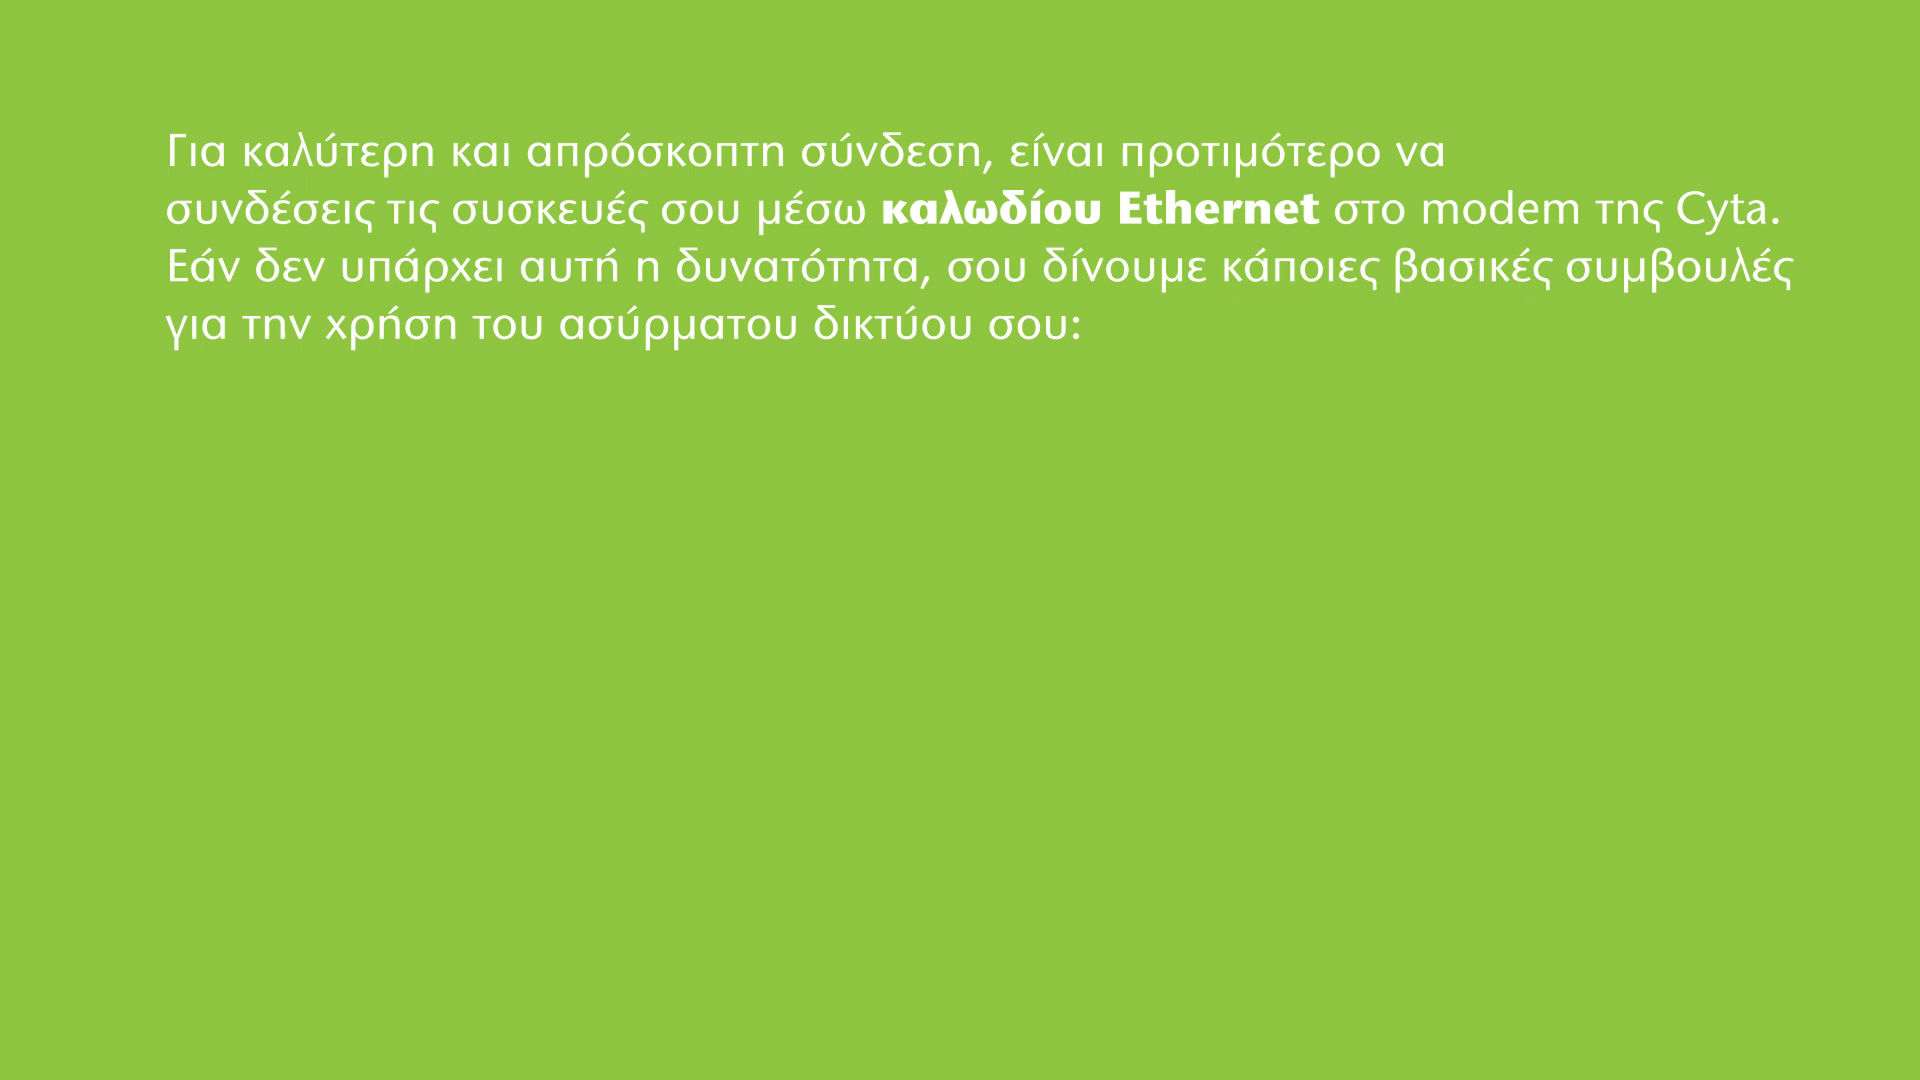 Για καλύτερη και απρόσκοπτη σύνδεση, είναι προτιμότερο να
συνδέσεις τις συσκευές σου μέσω καλωδίου Ethernet στο modem της Cyta.
Εάν δεν υπάρχει αυτή η δυνατότητα, σου δίνουμε κάποιες βασικές συμβουλές
για την χρήση του ασύρματου δικτύου σου: